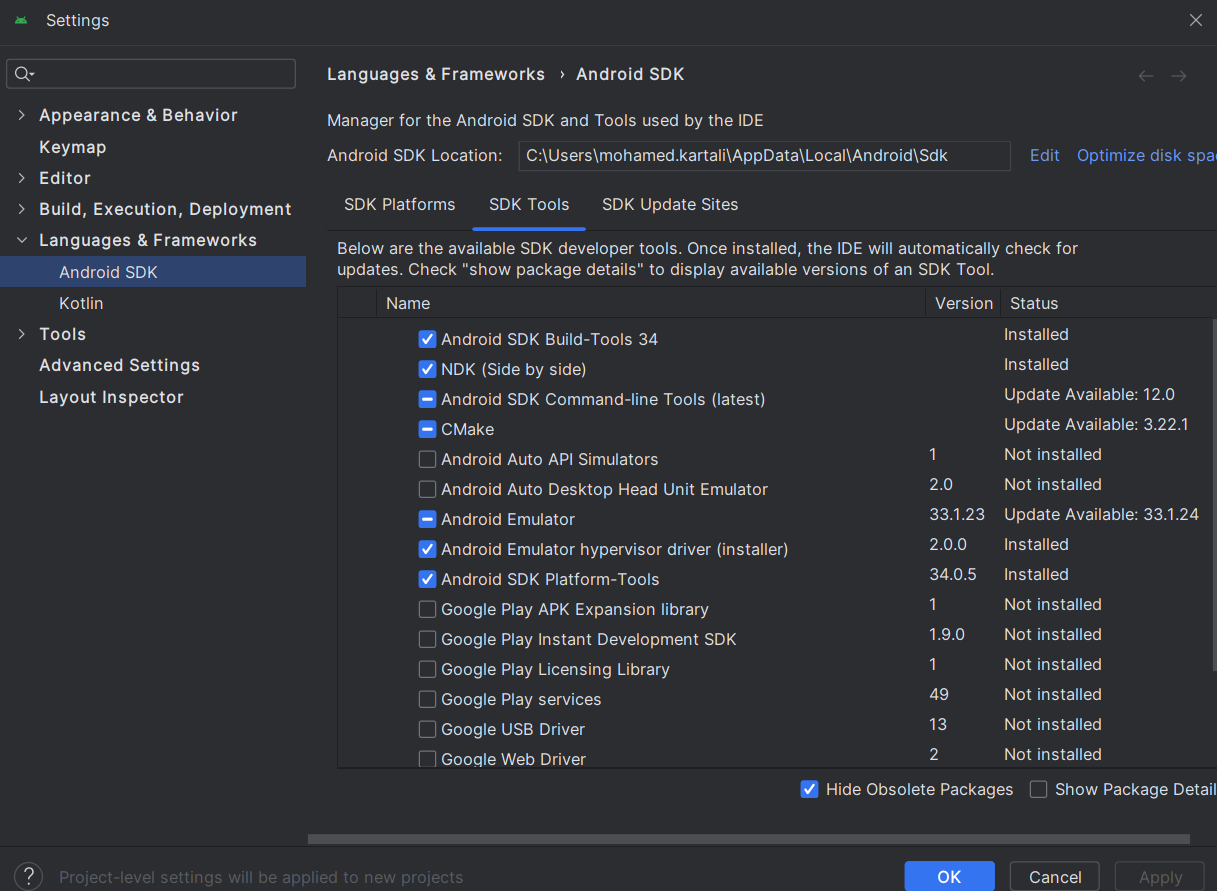 Settings
Languages & Frameworks › Android SDK
Appearance & Behavior
Keymap
Editor
Build, Execution, Deployment
Languages & Frameworks
Android SDK
Kotlin
Tools
Advanced Settings
Layout Inspector
Manager for the Android SDK and Tools used by the IDE
Android SDK Location: C:\Users\mohamed.kartali\AppData\Local\Android\Sdk Edit Optimize disk spac
SDK Platforms SDK Tools SDK Update Sites
Below are the available SDK developer tools. Once installed, the IDE will automatically check for
updates. Check "show package details" to display available versions of an SDK Tool.
Name Version Status
Android SDK Build-Tools 34 Installed
NDK (Side by side) Installed
Android SDK Command-line Tools (latest) Update Available: 12.0
CMake Update Available: 3.22.1
Android Auto API Simulators 1 Not installed
Android Auto Desktop Head Unit Emulator 2.0 Not installed
Android Emulator 33.1.23 Update Available: 33.1.24
Android Emulator hypervisor driver (installer) 2.0.0 Installed
Android SDK Platform-Tools 34.0.5 Installed
Google Play APK Expansion library 1 Not installed
Google Play Instant Development SDK 1.9.0 Not installed
Google Play Licensing Library 1 Not installed
Google Play services 49 Not installed
Google USB Driver 13 Not installed
Google Web Driver 2 Not installed
Hide Obsolete Packages Show Package Detail
? Project-level settings will be applied to new projects
OK Cancel Apply